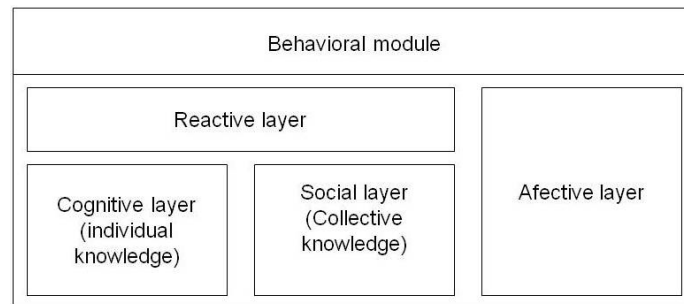 Behavioral module
Reactive layer
Cognitive layer
(individual
knowledge)
Social layer
(Collective
knowledge)
Afective layer